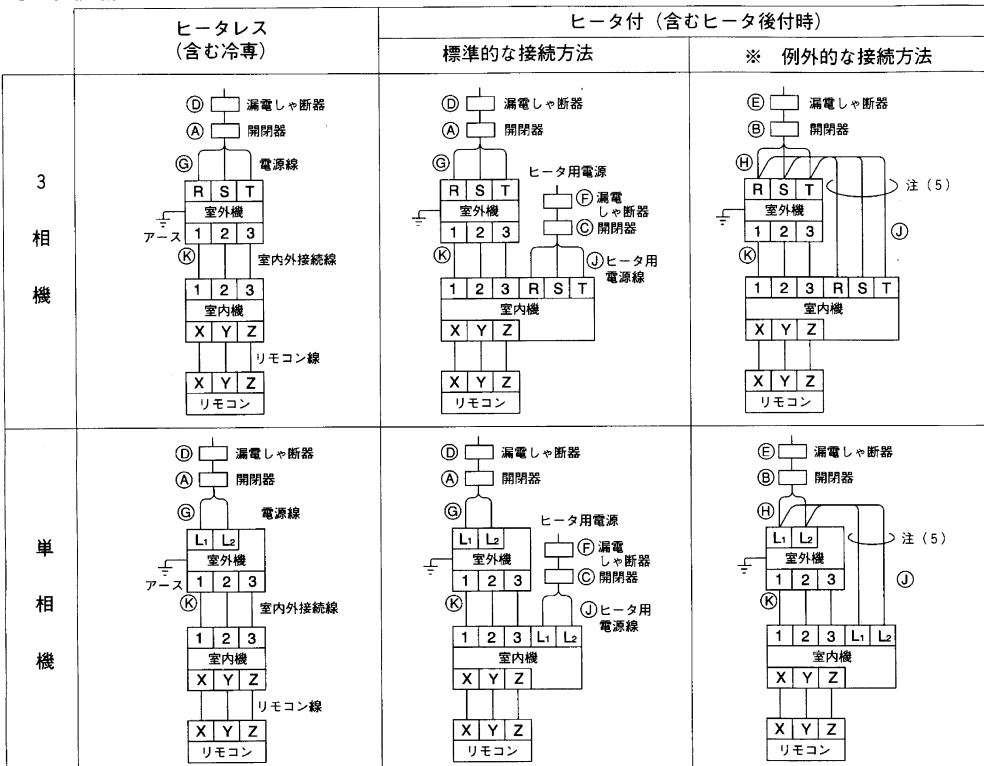 ヒータレス
(含む冷専)
ヒータ付（含むヒータ後付時）
標準的な接続方法
※ 例外的な接続方法
3相機
Ⓓ 漏電しゃ断器
Ⓐ 開閉器
Ⓖ 電源線
R S T
室外機
アース
1 2 3
Ⓚ 室内外接続線
1 2 3
室内機
X Y Z
リモコン線
X Y Z
リモコン
Ⓓ 漏電しゃ断器
Ⓐ 開閉器
Ⓖ
ヒータ用電源
R S T
Ⓕ 漏電
しゃ断器
室外機
Ⓒ 開閉器
1 2 3
Ⓚ
Ⓙ ヒータ用
電源線
1 2 3 R S T
室内機
X Y Z
X Y Z
リモコン
Ⓔ 漏電しゃ断器
Ⓑ 開閉器
Ⓗ
R S T
注（5）
室外機
1 2 3
Ⓙ
Ⓚ
1 2 3 R S T
室内機
X Y Z
X Y Z
リモコン
単相機
Ⓓ 漏電しゃ断器
Ⓐ 開閉器
Ⓖ 電源線
L₁ L₂
室外機
アース
1 2 3
Ⓚ 室内外接続線
1 2 3
室内機
X Y Z
リモコン線
X Y Z
リモコン
Ⓓ 漏電しゃ断器
Ⓐ 開閉器
Ⓖ
ヒータ用電源
L₁ L₂
Ⓕ 漏電
しゃ断器
室外機
Ⓒ 開閉器
1 2 3
Ⓚ
Ⓙ ヒータ用
電源線
1 2 3 L₁ L₂
室内機
X Y Z
X Y Z
リモコン
Ⓔ 漏電しゃ断器
Ⓑ 開閉器
Ⓗ
L₁ L₂
注（5）
室外機
1 2 3
Ⓙ
Ⓚ
1 2 3 L₁ L₂
室内機
X Y Z
X Y Z
リモコン